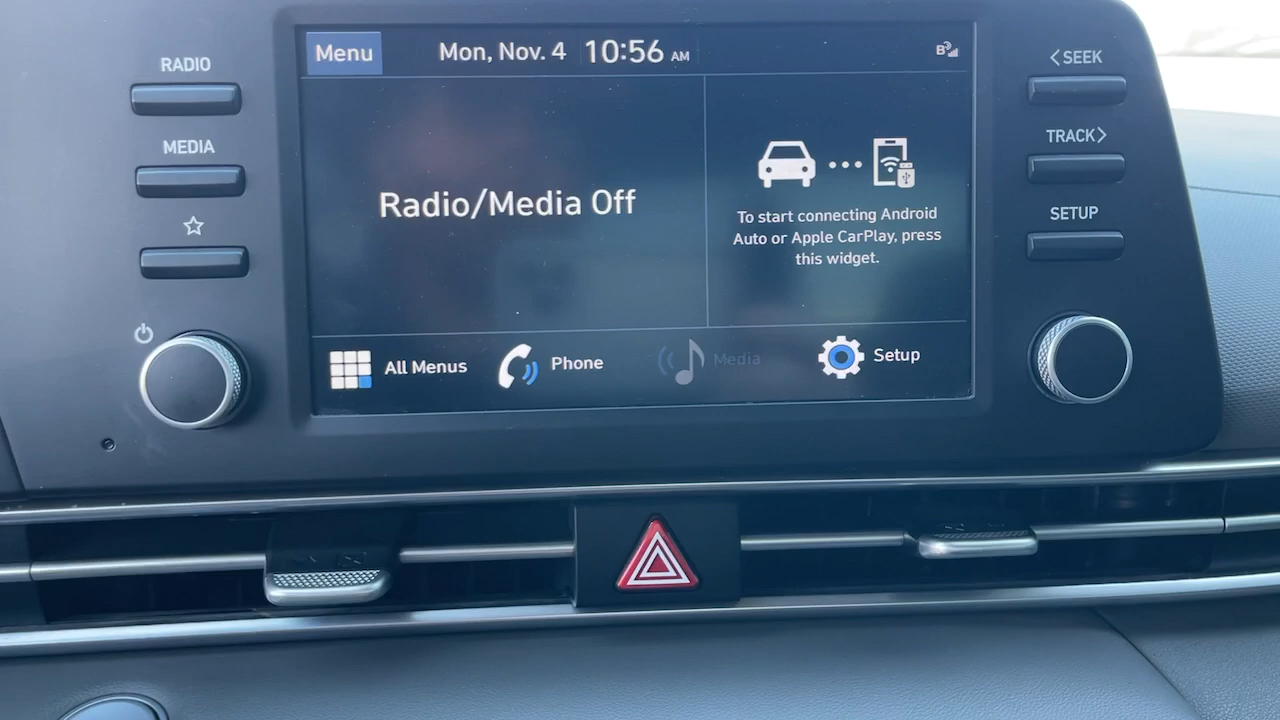 RADIO
MEDIA
Menu
Mon, Nov. 4 10:56 AM
B
Radio/Media Off
To start connecting Android
Auto or Apple CarPlay, press
this widget.
All Menus
Phone
Media
Setup
<SEEK
TRACK>
SETUP